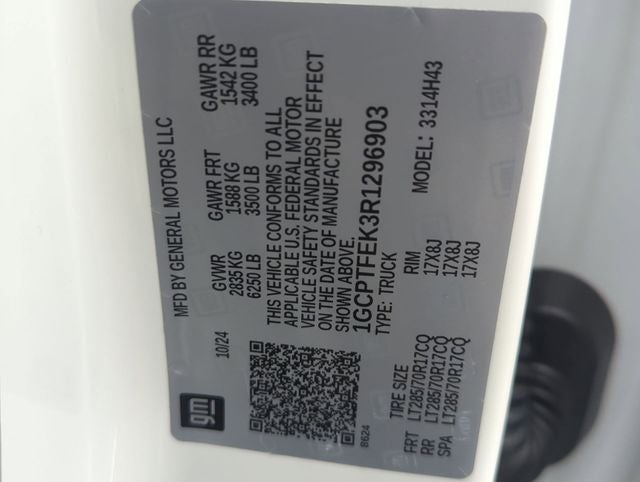 gm
10/24
MFD BY GENERAL MOTORS LLC
GVWR GAWR FRT GAWR RR
2835 KG 1588 KG 1542 KG
6250 LB 3500 LB 3400 LB
THIS VEHICLE CONFORMS TO ALL
APPLICABLE U.S. FEDERAL MOTOR
VEHICLE SAFETY STANDARDS IN EFFECT
ON THE DATE OF MANUFACTURE
SHOWN ABOVE.
1GCPTFEK3R1296903
TYPE: TRUCK
MODEL: 3314H43
8624
TIRE SIZE RIM
FRT LT285/70R17CQ 17X8J
RR LT285/70R17CQ 17X8J
SPA LT285/70R17CQ 17X8J